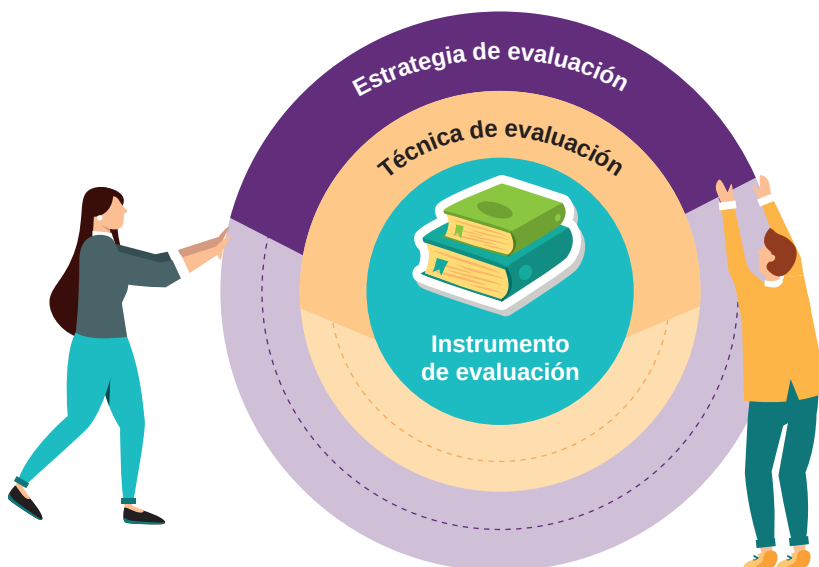 Estrategia de evaluación
Técnica de evaluación
Instrumento
de evaluación